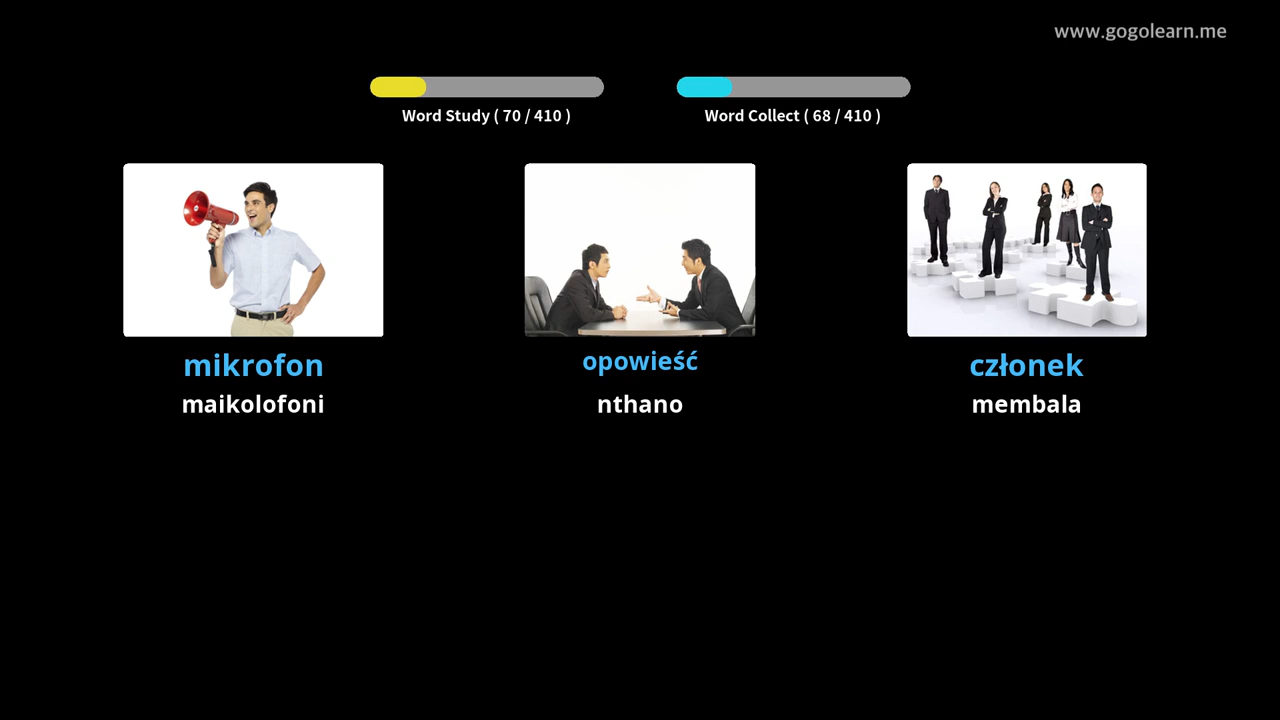 www.gogolearn.me
Word Study ( 70 / 410 )
Word Collect ( 68 / 410 )
mikrofon
maikolofoni
opowieść
nthano
członek
membala